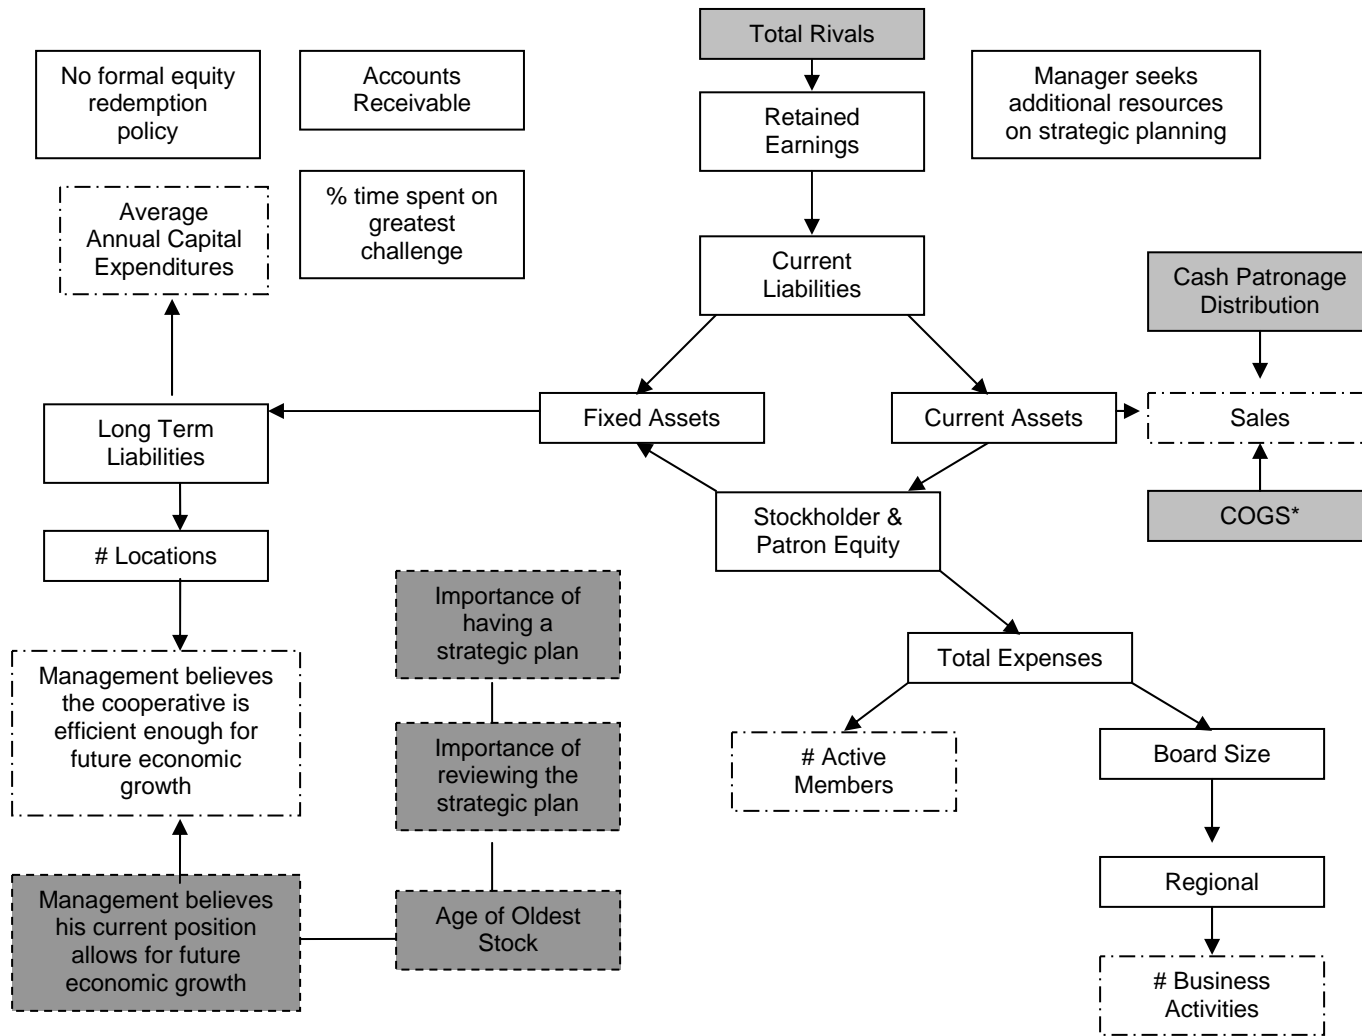 Total Rivals
No formal equity
redemption
policy
Accounts
Receivable
Retained
Earnings
Manager seeks
additional resources
on strategic planning
Average
Annual Capital
Expenditures
% time spent on
greatest
challenge
Current
Liabilities
Cash Patronage
Distribution
Long Term
Liabilities
Fixed Assets
Current Assets
Sales
Stockholder &
Patron Equity
COGS*
# Locations
Importance of
having a
strategic plan
Total Expenses
Management believes
the cooperative is
efficient enough for
future economic
growth
Importance of
reviewing the
strategic plan
# Active
Members
Board Size
Management believes
his current position
allows for future
economic growth
Age of Oldest
Stock
Regional
# Business
Activities